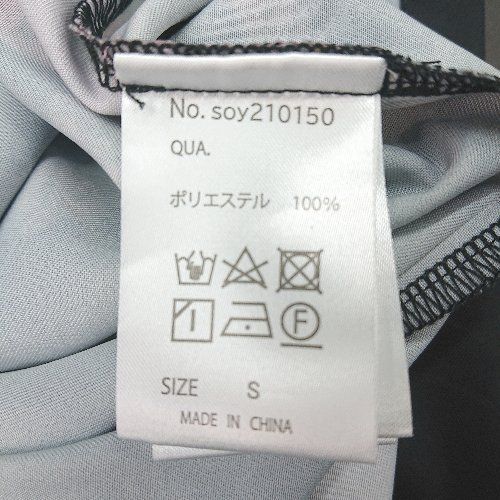 No. soy210150
QUA.
ポリエステル 100%
F
SIZE S
MADE IN CHINA